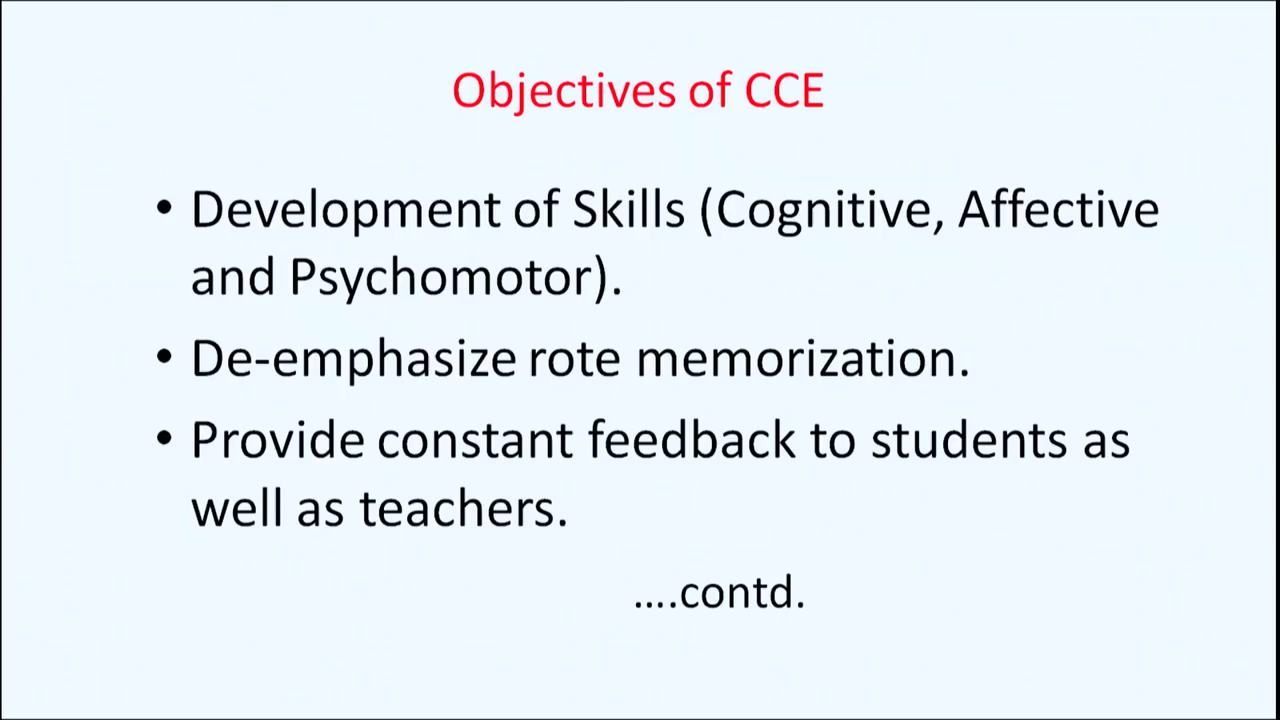 Objectives of CCE
• Development of Skills (Cognitive, Affective
and Psychomotor).
• De-emphasize rote memorization.
• Provide constant feedback to students as
well as teachers.
....contd.